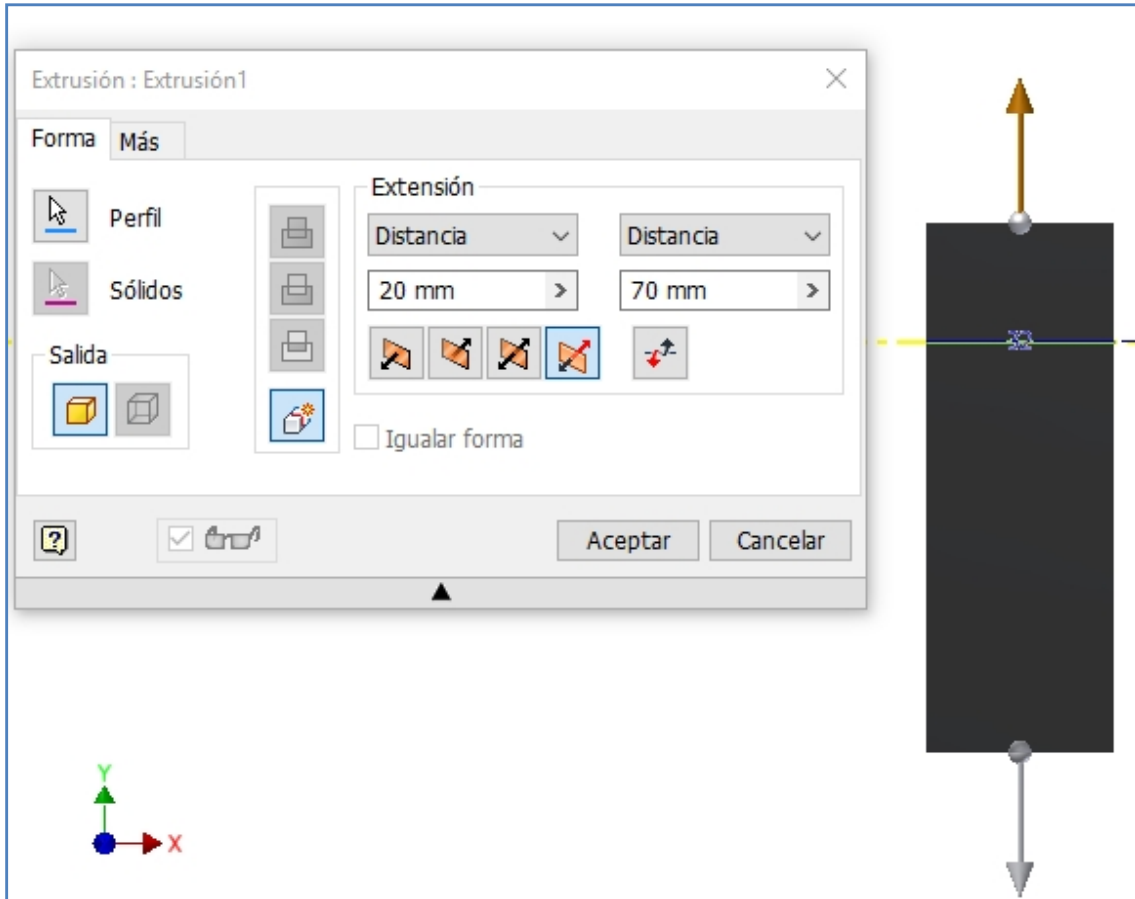 Extrusión : Extrusión1
Forma Más
Perfil
Sólidos
Salida
Extensión
Distancia Distancia
20 mm 70 mm
Igualar forma
Aceptar Cancelar
Y
X